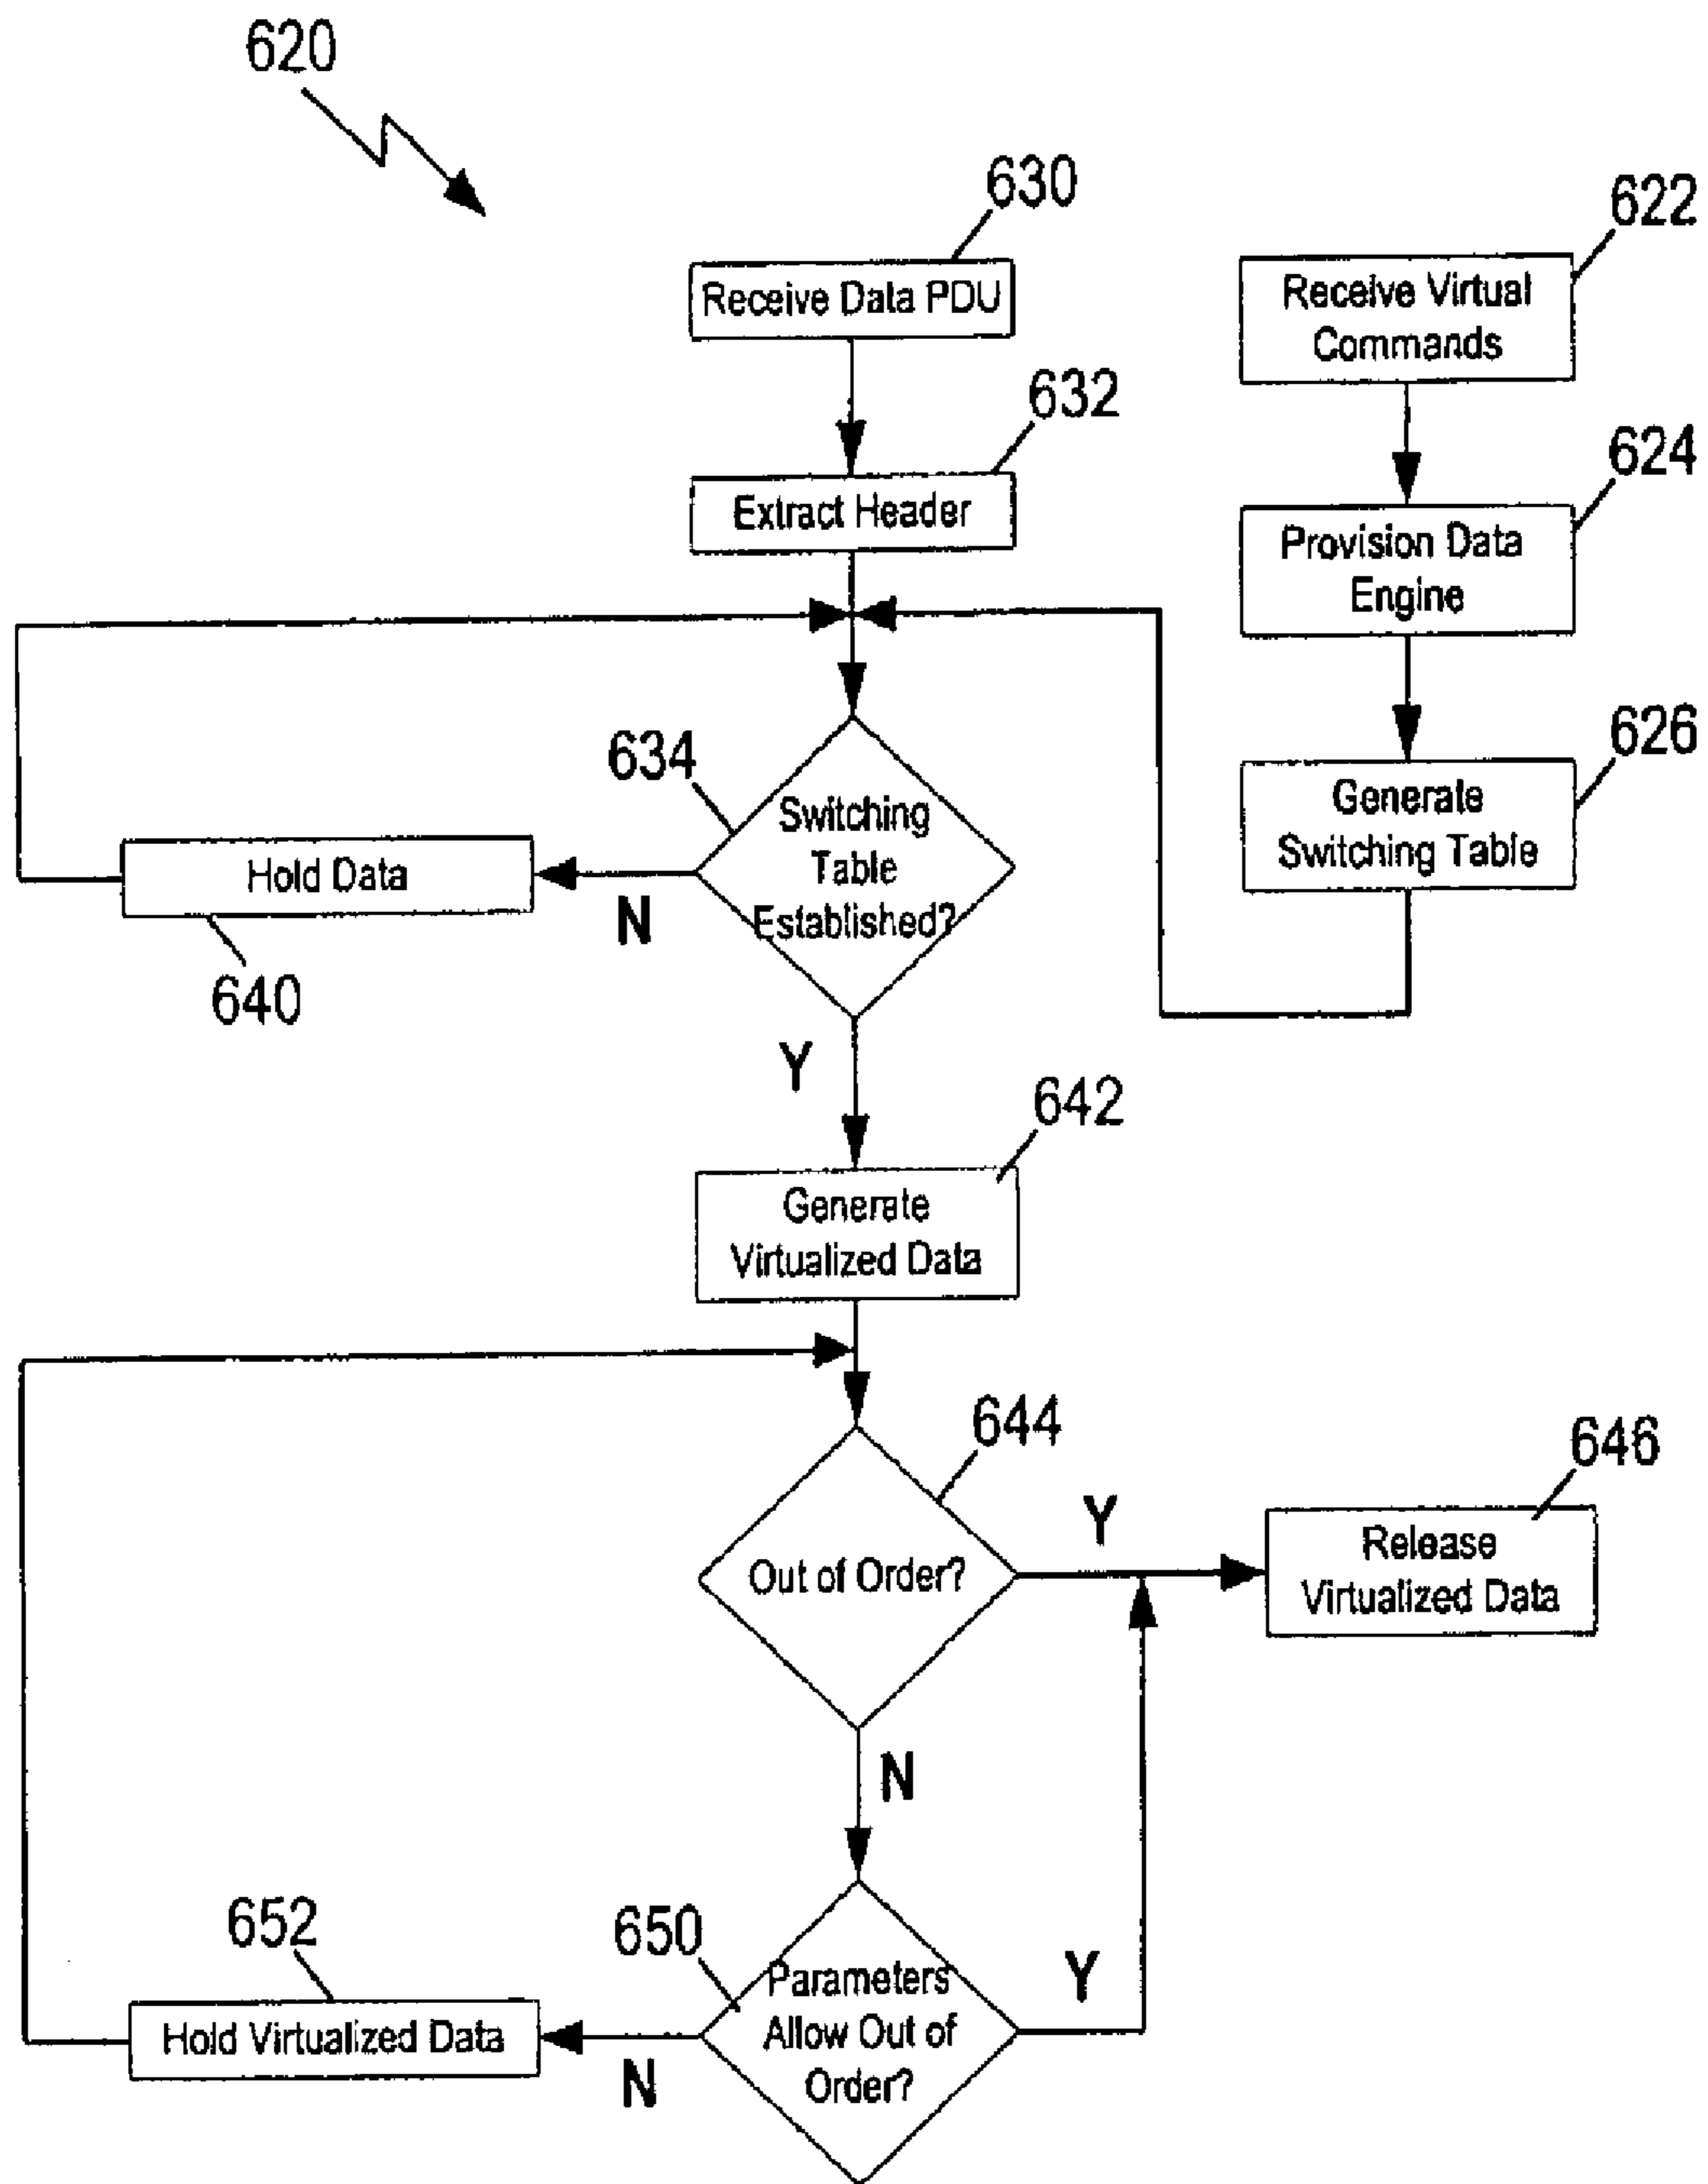 620
630
Receive Data PDU
622
Receive Virtual
Commands
632
Extract Header
624
Provision Data
Engine
634
Switching
Table
Established?
626
Generate
Switching Table
Hold Data
N
640
Y
642
Generate
Virtualized Data
644
Out of Order?
Y
646
Release
Virtualized Data
N
652
Hold Virtualized Data
650
Parameters
Allow Out of
Order?
Y
N